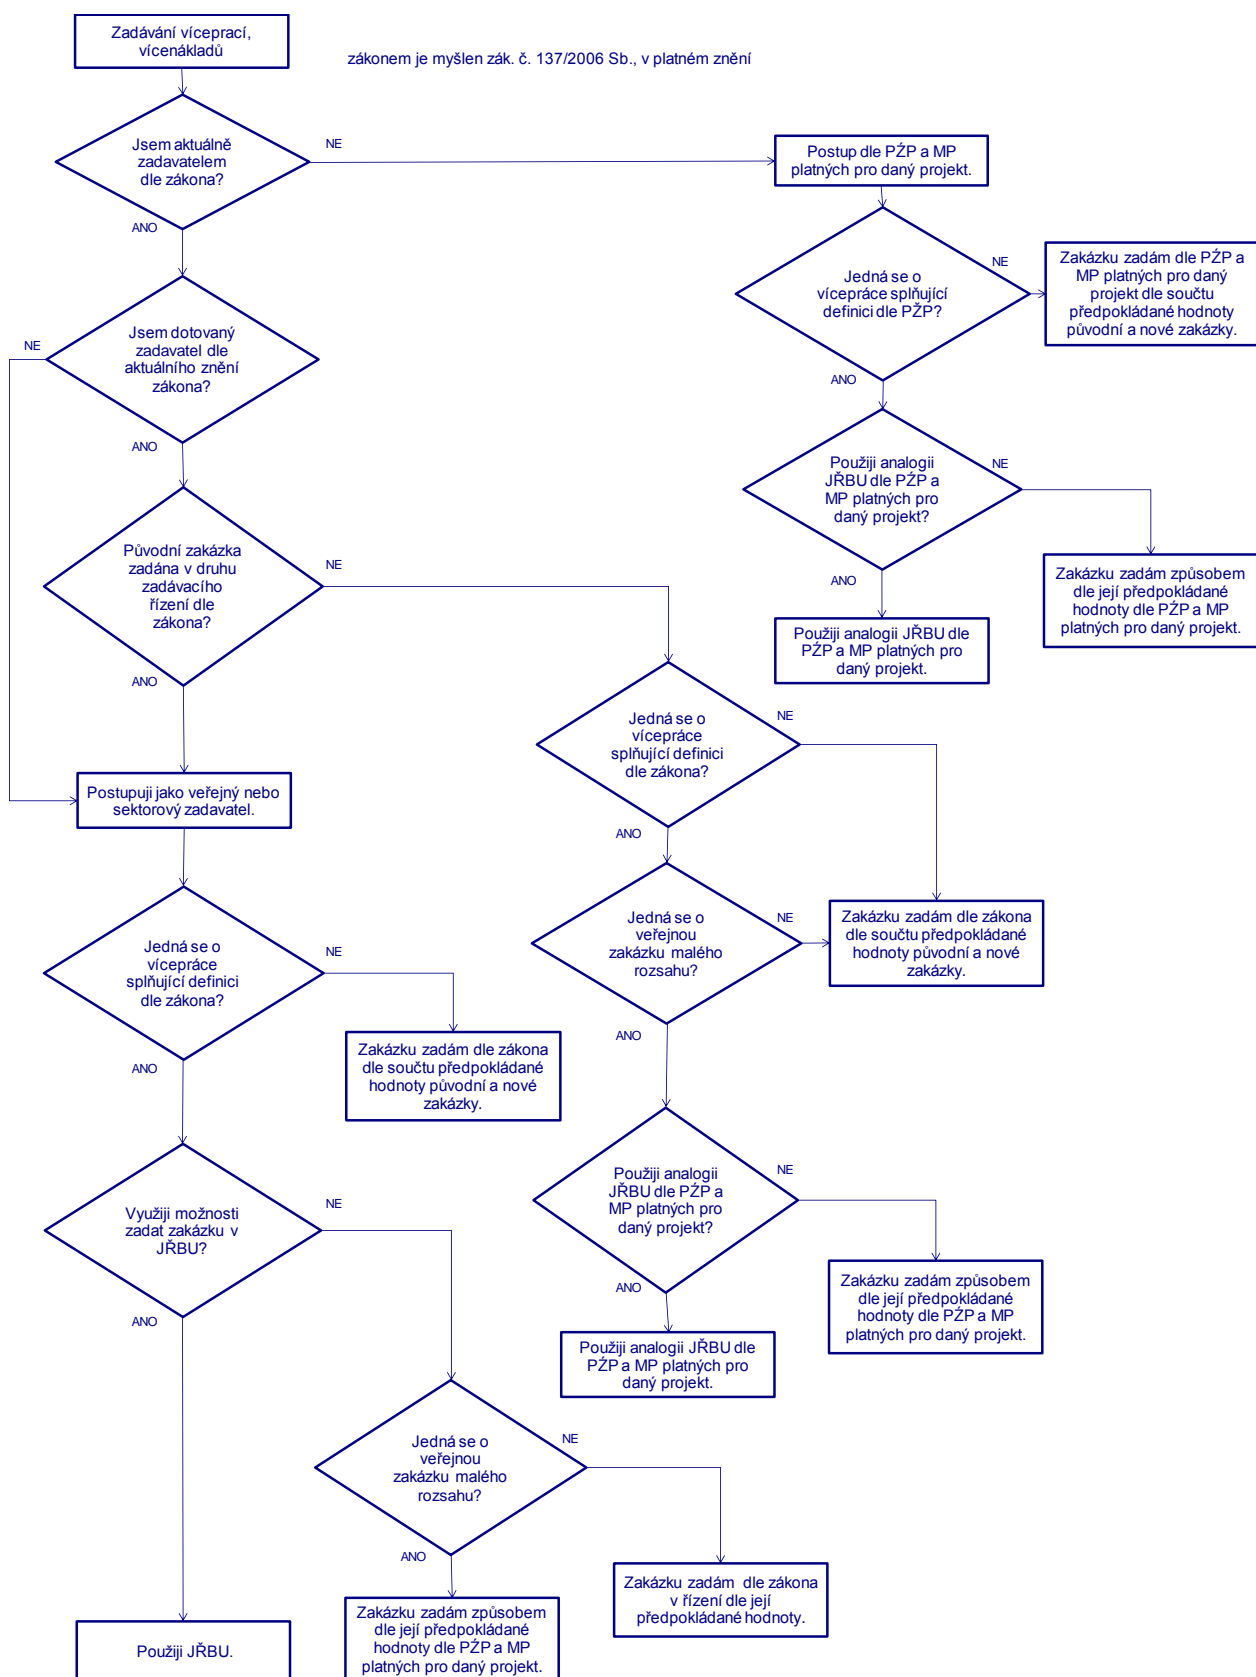 Zadávání víceprací,
vícenákladů
zákonem je myšlen zák. č. 137/2006 Sb., v platném znění
Jsem aktuálně
zadavatelem
dle zákona?
NE
ANO
Postup dle PŹP a MP
platných pro daný projekt.
Jedná se o
vícepráce splňující
definici dle PŽP?
NE
ANO
Zakázku zadám dle PŹP a
MP platných pro daný
projekt dle součtu
předpokládané hodnoty
původní a nové zakázky.
Jsem dotovaný
zadavatel dle
aktuálního znění
zákona?
NE
ANO
Použiji analogii
JŘBU dle PŹP a
MP platných pro
daný projekt?
NE
ANO
Zakázku zadám způsobem
dle její předpokládané
hodnoty dle PŹP a MP
platných pro daný projekt.
Použiji analogii JŘBU dle
PŹP a MP platných pro
daný projekt.
Původní zakázka
zadána v druhu
zadávacího
řízení dle
zákona?
NE
ANO
Jedná se o
vícepráce
splňující definici
dle zákona?
NE
ANO
Postupuji jako veřejný nebo
sektorový zadavatel.
Jedná se o
veřejnou
zakázku malého
rozsahu?
NE
ANO
Zakázku zadám dle zákona
dle součtu předpokládané
hodnoty původní a nové
zakázky.
Jedná se o
vícepráce
splňující definici
dle zákona?
NE
ANO
Zakázku zadám dle zákona
dle součtu předpokládané
hodnoty původní a nové
zakázky.
Použiji analogii
JŘBU dle PŹP a
MP platných pro
daný projekt?
NE
ANO
Zakázku zadám způsobem
dle její předpokládané
hodnoty dle PŹP a MP
platných pro daný projekt.
Použiji analogii JŘBU dle
PŹP a MP platných pro
daný projekt.
Využiji možnosti
zadat zakázku v
JŘBU?
NE
ANO
Jedná se o
veřejnou
zakázku malého
rozsahu?
NE
ANO
Zakázku zadám dle zákona
v řízení dle její
předpokládané hodnoty.
Zakázku zadám způsobem
dle její předpokládané
hodnoty dle PŹP a MP
platných pro daný projekt.
Použiji JŘBU.